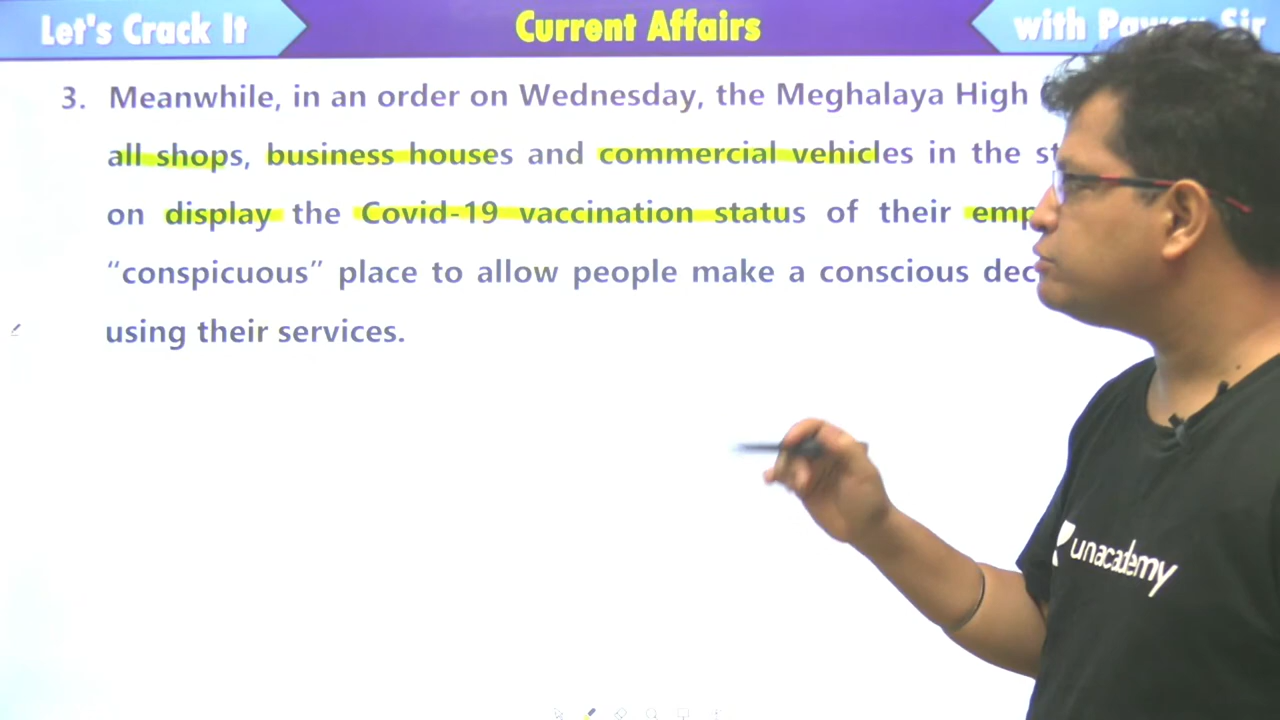 Let's Crack It
Current Affairs
with Sir
3. Meanwhile, in an order on Wednesday, the Meghalaya High
all shops, business houses and commercial vehicles in the
on display the Covid-19 vaccination status of their
“conspicuous” place to allow people make a conscious
using their services.
unacademy